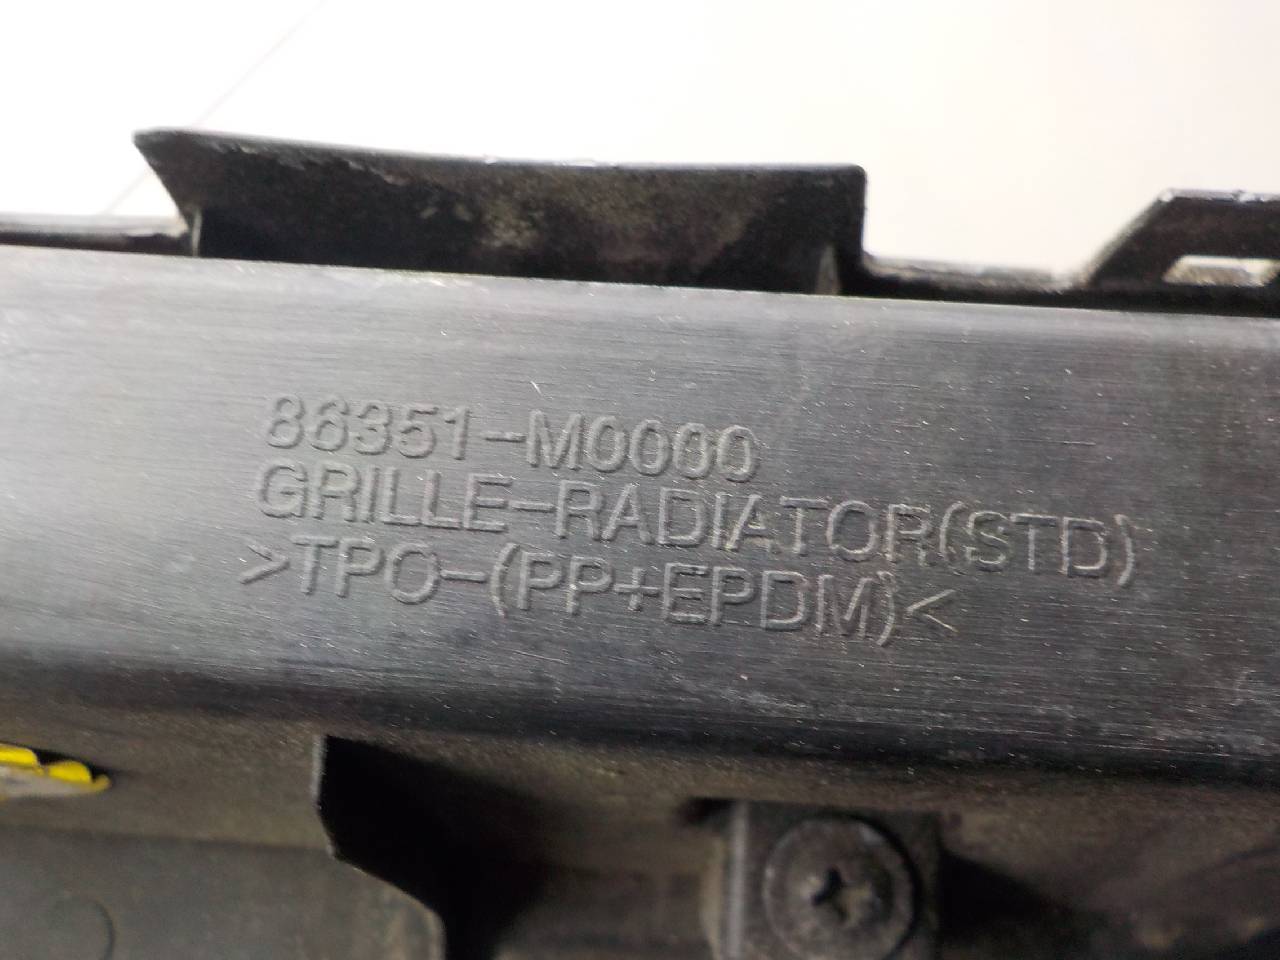 86351-M0000
GRILLE-RADIATOR(STD)
>TPO-(PP+EPDM)<